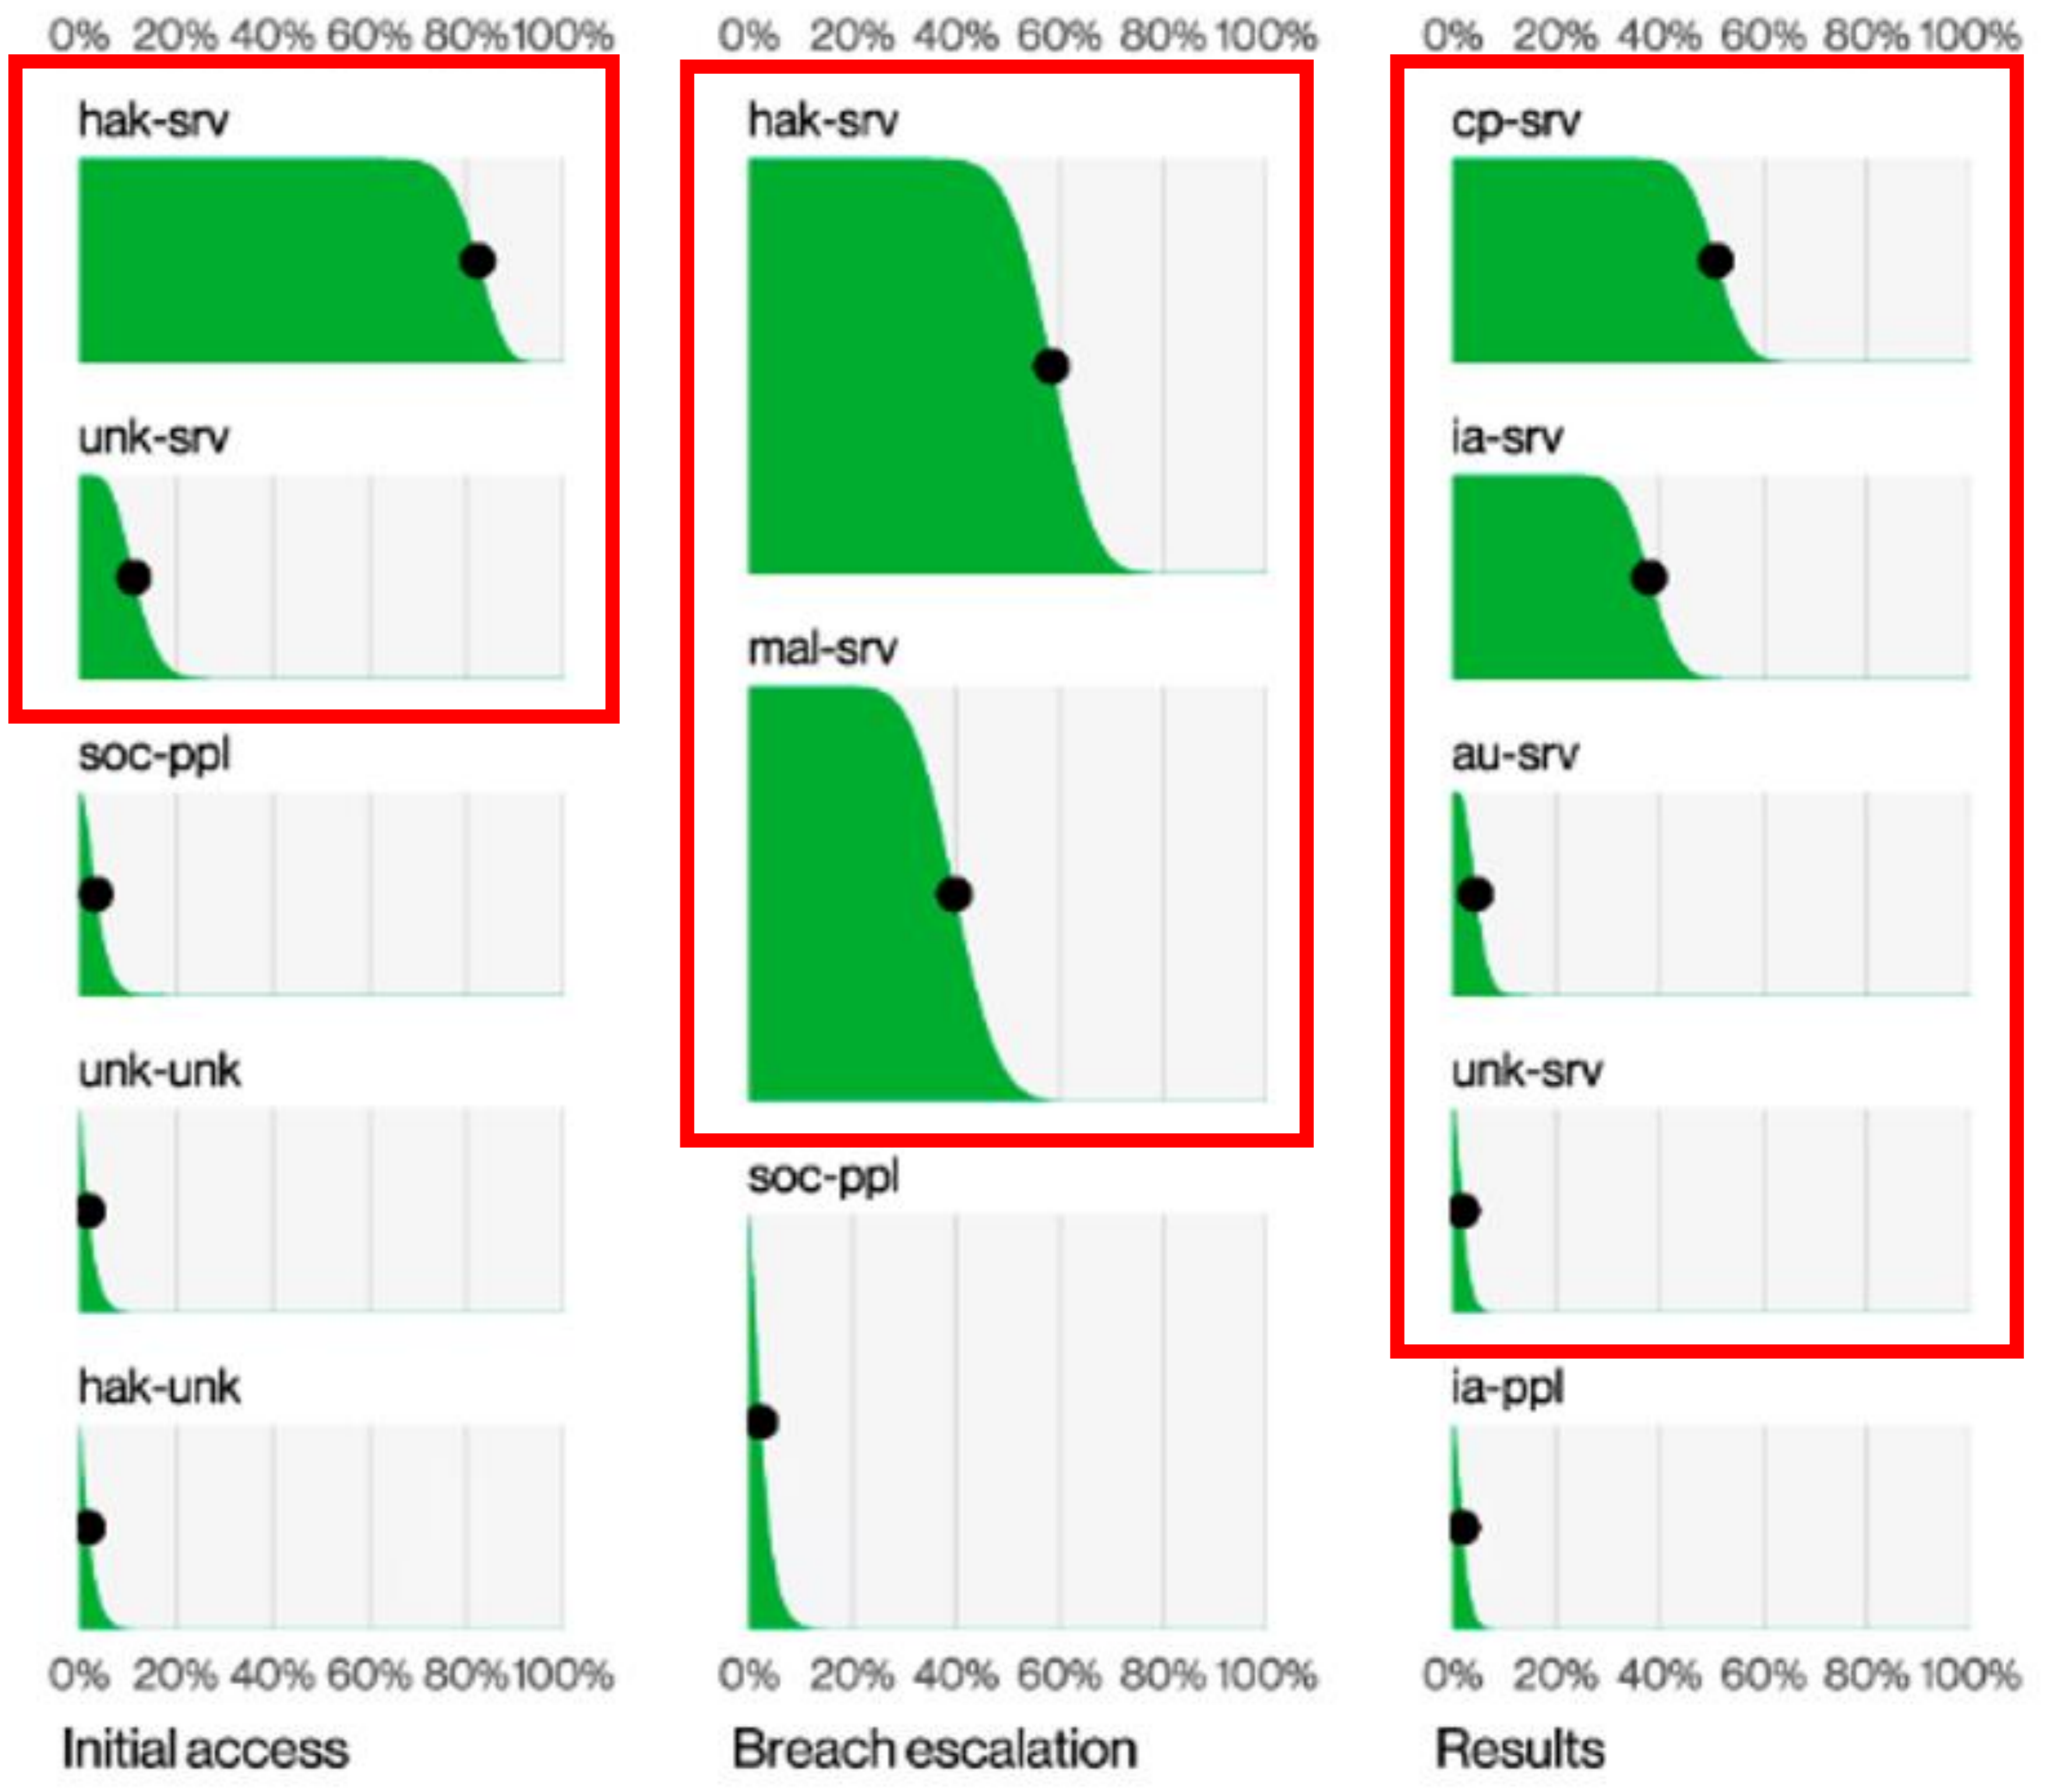 0% 20% 40% 60% 80% 100%
hak-srv
unk-srv
soc-ppl
unk-unk
hak-unk
0% 20% 40% 60% 80% 100%
Initial access
0% 20% 40% 60% 80% 100%
hak-srv
mal-srv
soc-ppl
0% 20% 40% 60% 80% 100%
Breach escalation
0% 20% 40% 60% 80% 100%
cp-srv
ia-srv
au-srv
unk-srv
ia-ppl
0% 20% 40% 60% 80% 100%
Results